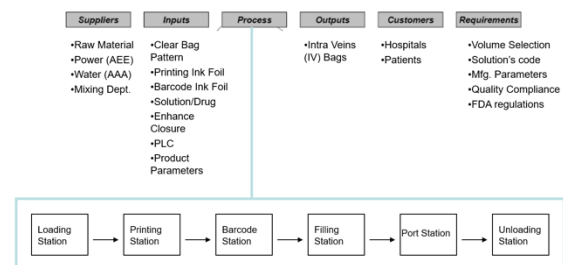 Suppliers
Inputs
Process
Outputs
Customers
Requirements
•Raw Material
•Power (AEE)
•Water (AAA)
•Mixing Dept.
•Clear Bag
Pattern
•Printing Ink Foil
•Barcode Ink Foil
•Solution/Drug
•Enhance
Closure
•PLC
•Product
Parameters
•Intra Veins
(IV) Bags
•Hospitals
•Patients
•Volume Selection
•Solution's code
•Mfg. Parameters
•Quality Compliance
•FDA regulations
Loading
Station
Printing
Station
Barcode
Station
Filling
Station
Port Station
Unloading
Station